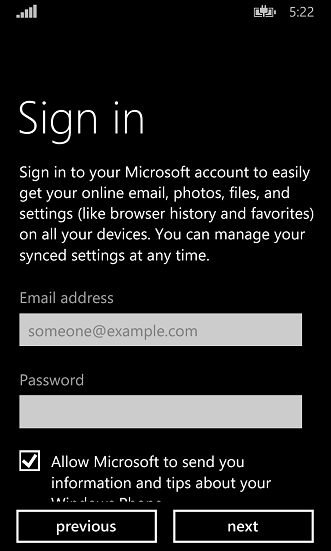 5:22
Sign in
Sign in to your Microsoft account to easily
get your online email, photos, files, and
settings (like browser history and favorites)
on all your devices. You can manage your
synced settings at any time.
Email address
someone@example.com
Password
Allow Microsoft to send you
information and tips about your
Windows Phone
previous next